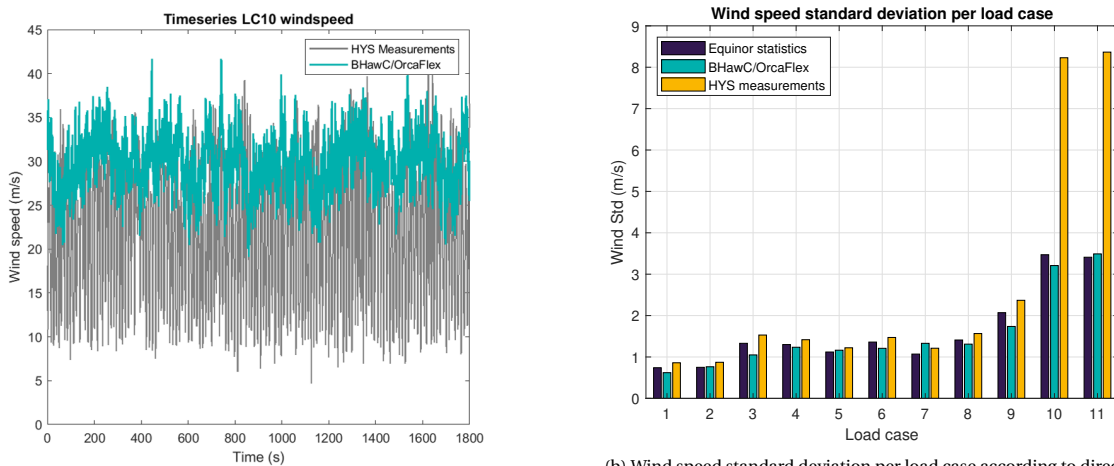 Timeseries LC10 windspeed
45
40
35
30
25
20
15
10
5
0
Wind speed (m/s)
HYS Measurements
BHawC/OrcaFlex
0 200 400 600 800 1000 1200 1400 1600 1800
Time (s)
Wind speed standard deviation per load case
9
8
7
6
5
4
3
2
1
0
Wind Std (m/s)
Equinor statistics
BHawC/OrcaFlex
HYS measurements
1 2 3 4 5 6 7 8 9 10 11
Load case
(b) Wind speed standard deviation per load case according to direc